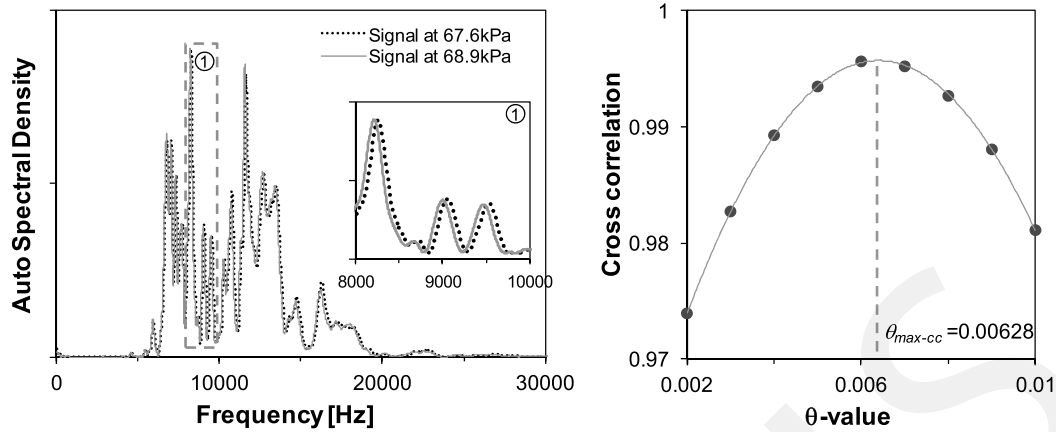 Auto Spectral Density
Signal at 67.6kPa
Signal at 68.9kPa
①
①
8000 9000 10000
0 10000 20000 30000
Frequency [Hz]
Cross correlation
1
0.99
0.98
0.97
θmax-cc =0.00628
0.002 0.006 0.01
θ-value